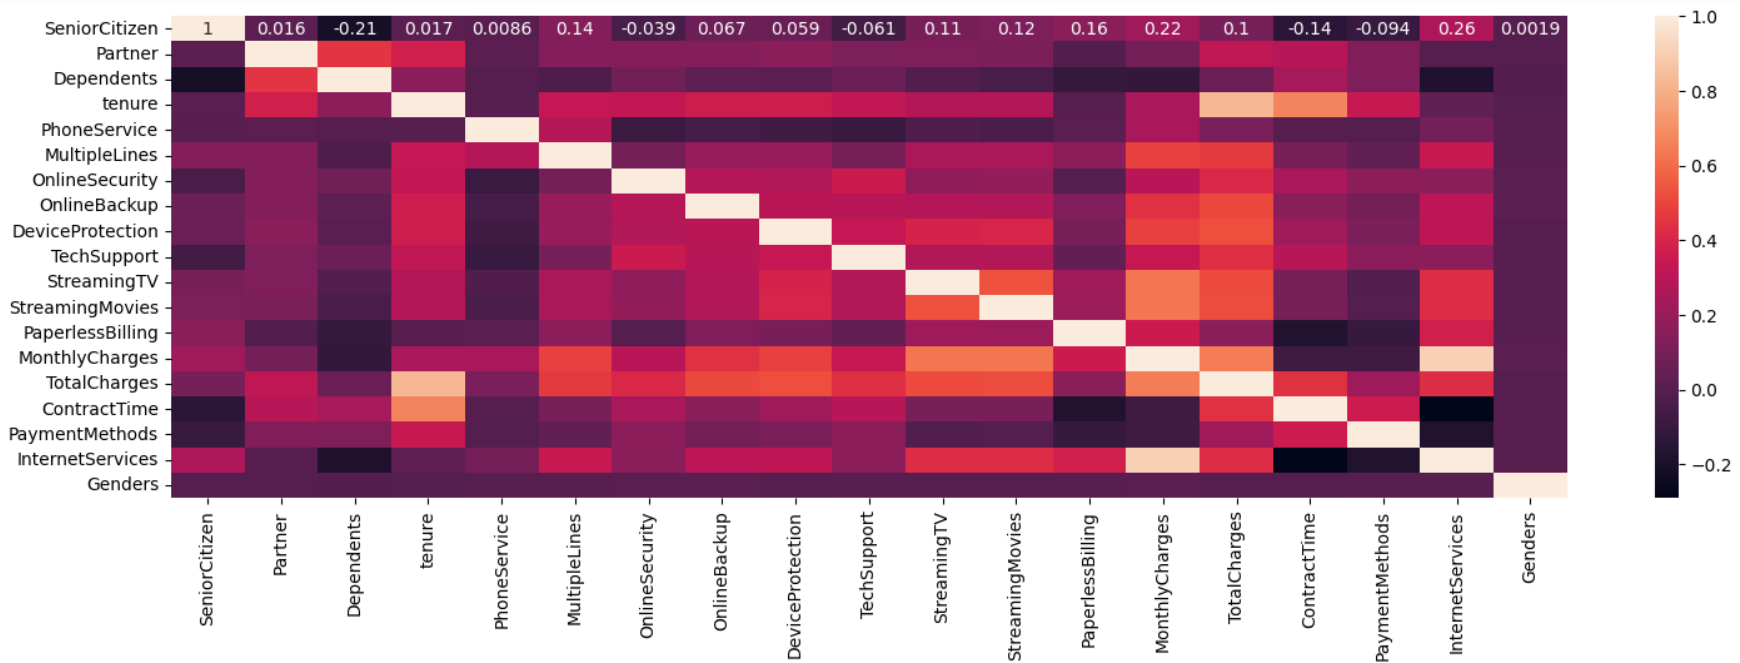 SeniorCitizen 1 0.016 -0.21 0.017 0.0086 0.14 -0.039 0.067 0.059 -0.061 0.11 0.12 0.16 0.22 0.1 -0.14 -0.094 0.26 0.0019
Partner
Dependents
tenure
PhoneService
MultipleLines
OnlineSecurity
OnlineBackup
DeviceProtection
TechSupport
StreamingTV
StreamingMovies
PaperlessBilling
MonthlyCharges
TotalCharges
ContractTime
PaymentMethods
InternetServices
Genders
SeniorCitizen
Partner
Dependents
tenure
PhoneService
MultipleLines
OnlineSecurity
OnlineBackup
DeviceProtection
TechSupport
StreamingTV
StreamingMovies
PaperlessBilling
MonthlyCharges
TotalCharges
ContractTime
PaymentMethods
InternetServices
Genders
1.0
0.8
0.6
0.4
0.2
0.0
−0.2